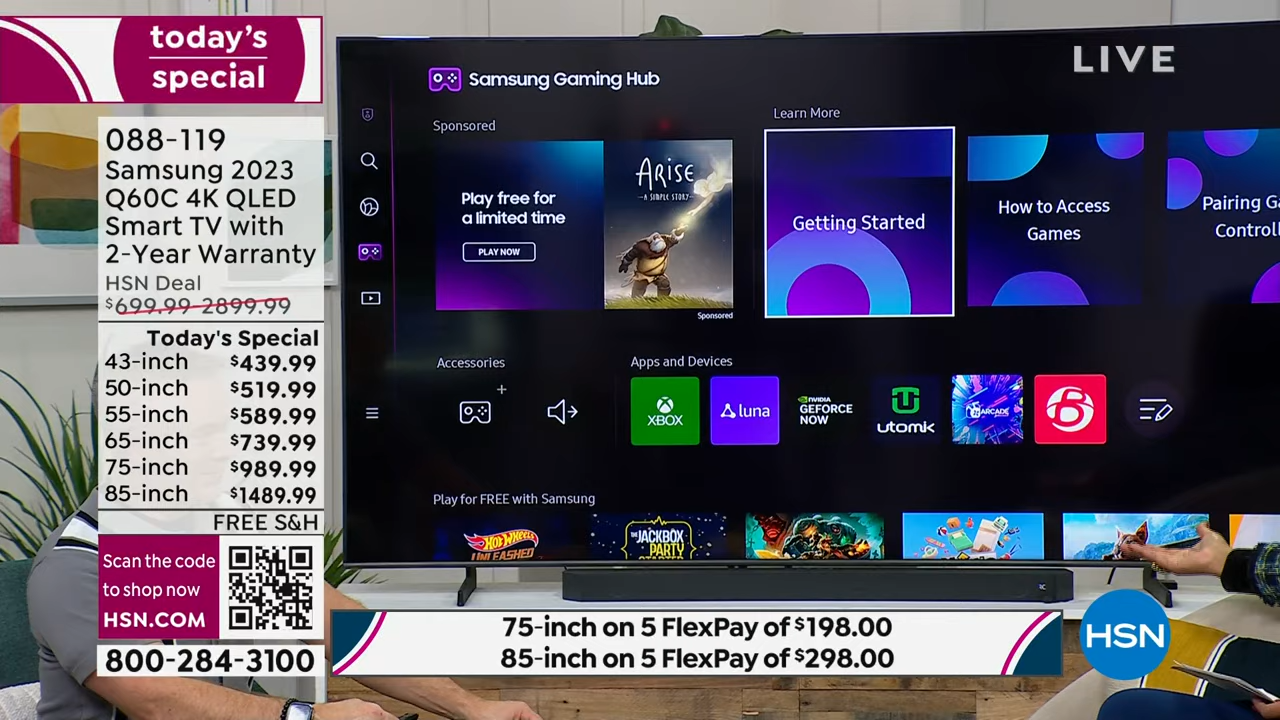 today's
special
088-119
Samsung 2023
Q60C 4K QLED
Smart TV with
2-Year Warranty
HSN Deal
$699.99-2899.99
Today's Special
43-inch $439.99
50-inch $519.99
55-inch $589.99
65-inch $739.99
75-inch $989.99
85-inch $1489.99
FREE S&H
Scan the code
to shop now
HSN.COM
800-284-3100
LIVE
Samsung Gaming Hub
Sponsored
Learn More
Play free for
a limited time
PLAY NOW
ARISE
A SIMPLE STORY
Sponsored
Getting Started
How to Access
Games
Pairing Ga
Controll
Accessories
Apps and Devices
XBOX
luna
NVIDIA
GEFORCE
NOW
utomik
ARCADE
B
Play for FREE with Samsung
HOT WHEELS
UNLEASHED
THE JACKBOX
PARTY
75-inch on 5 FlexPay of $198.00
85-inch on 5 FlexPay of $298.00
HSN